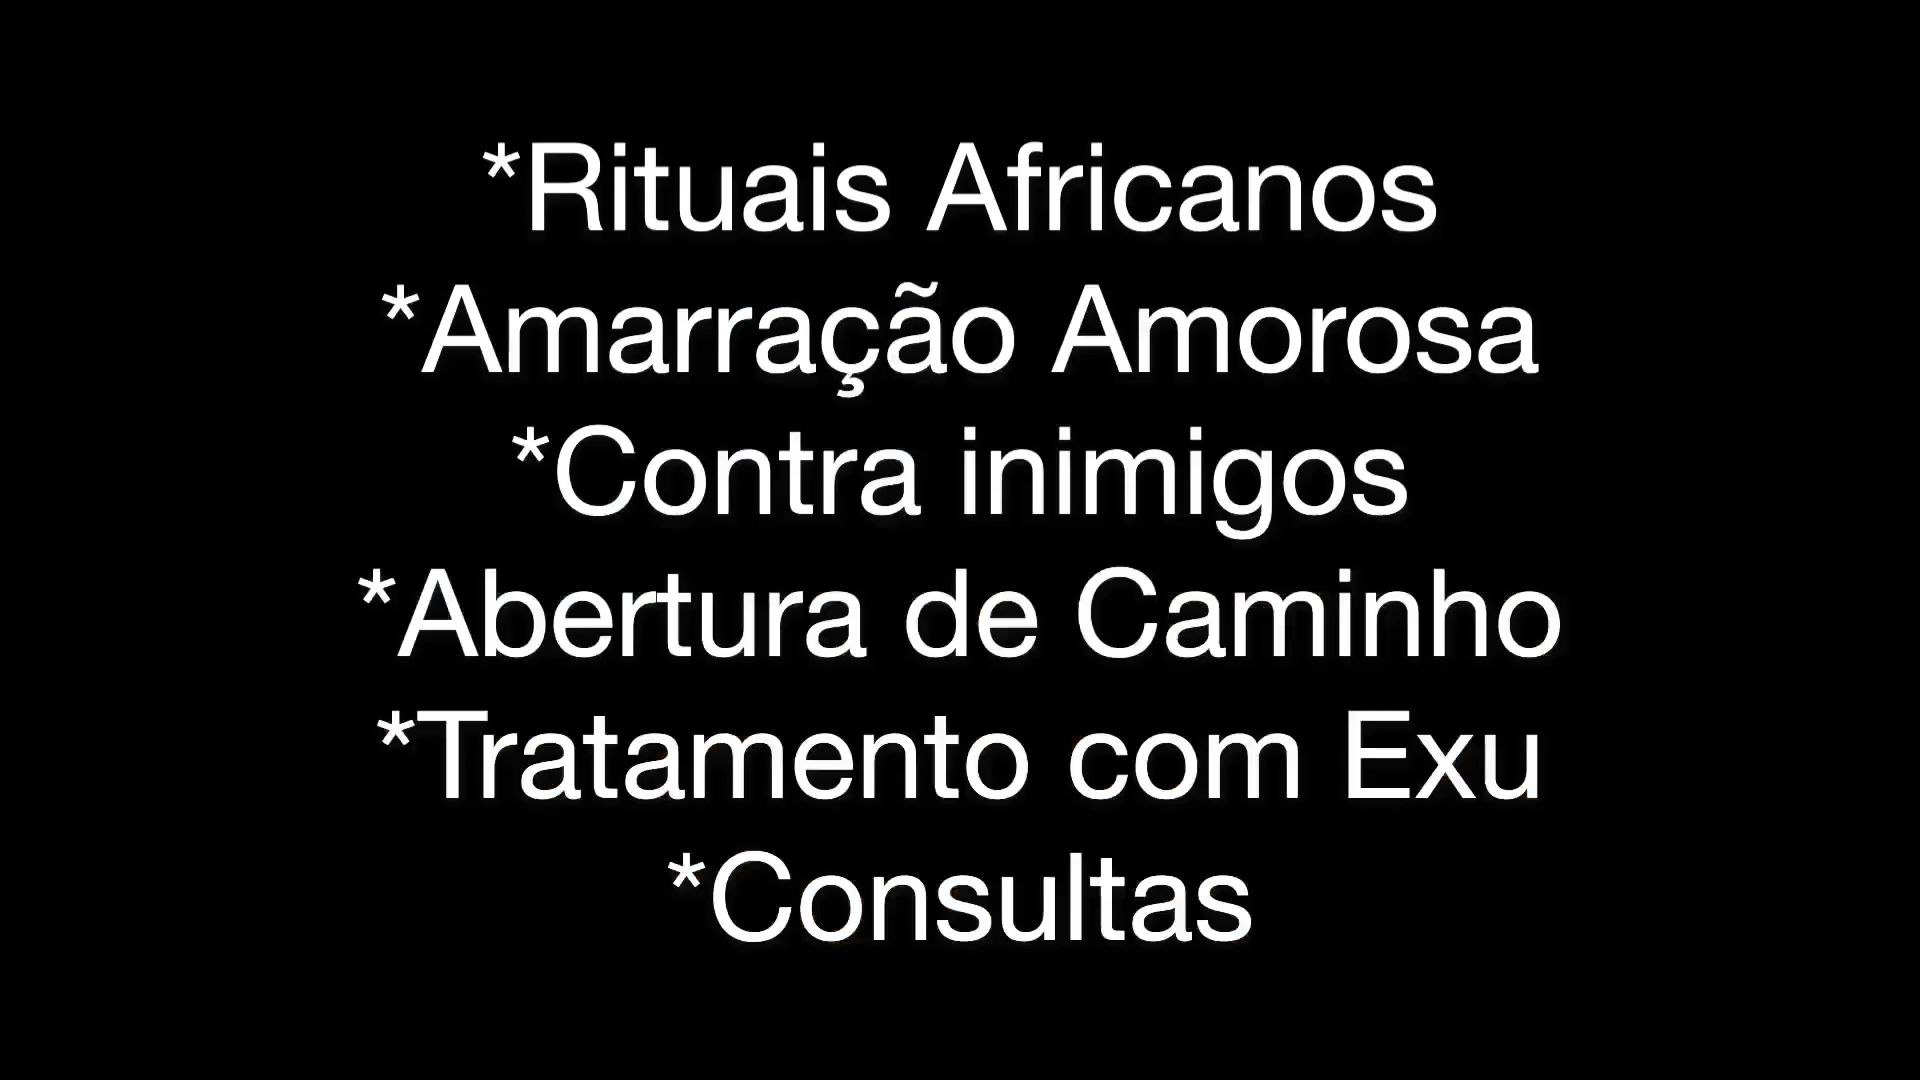 *Rituais Africanos
*Amarração Amorosa
*Contra inimigos
*Abertura de Caminho
*Tratamento com Exu
*Consultas